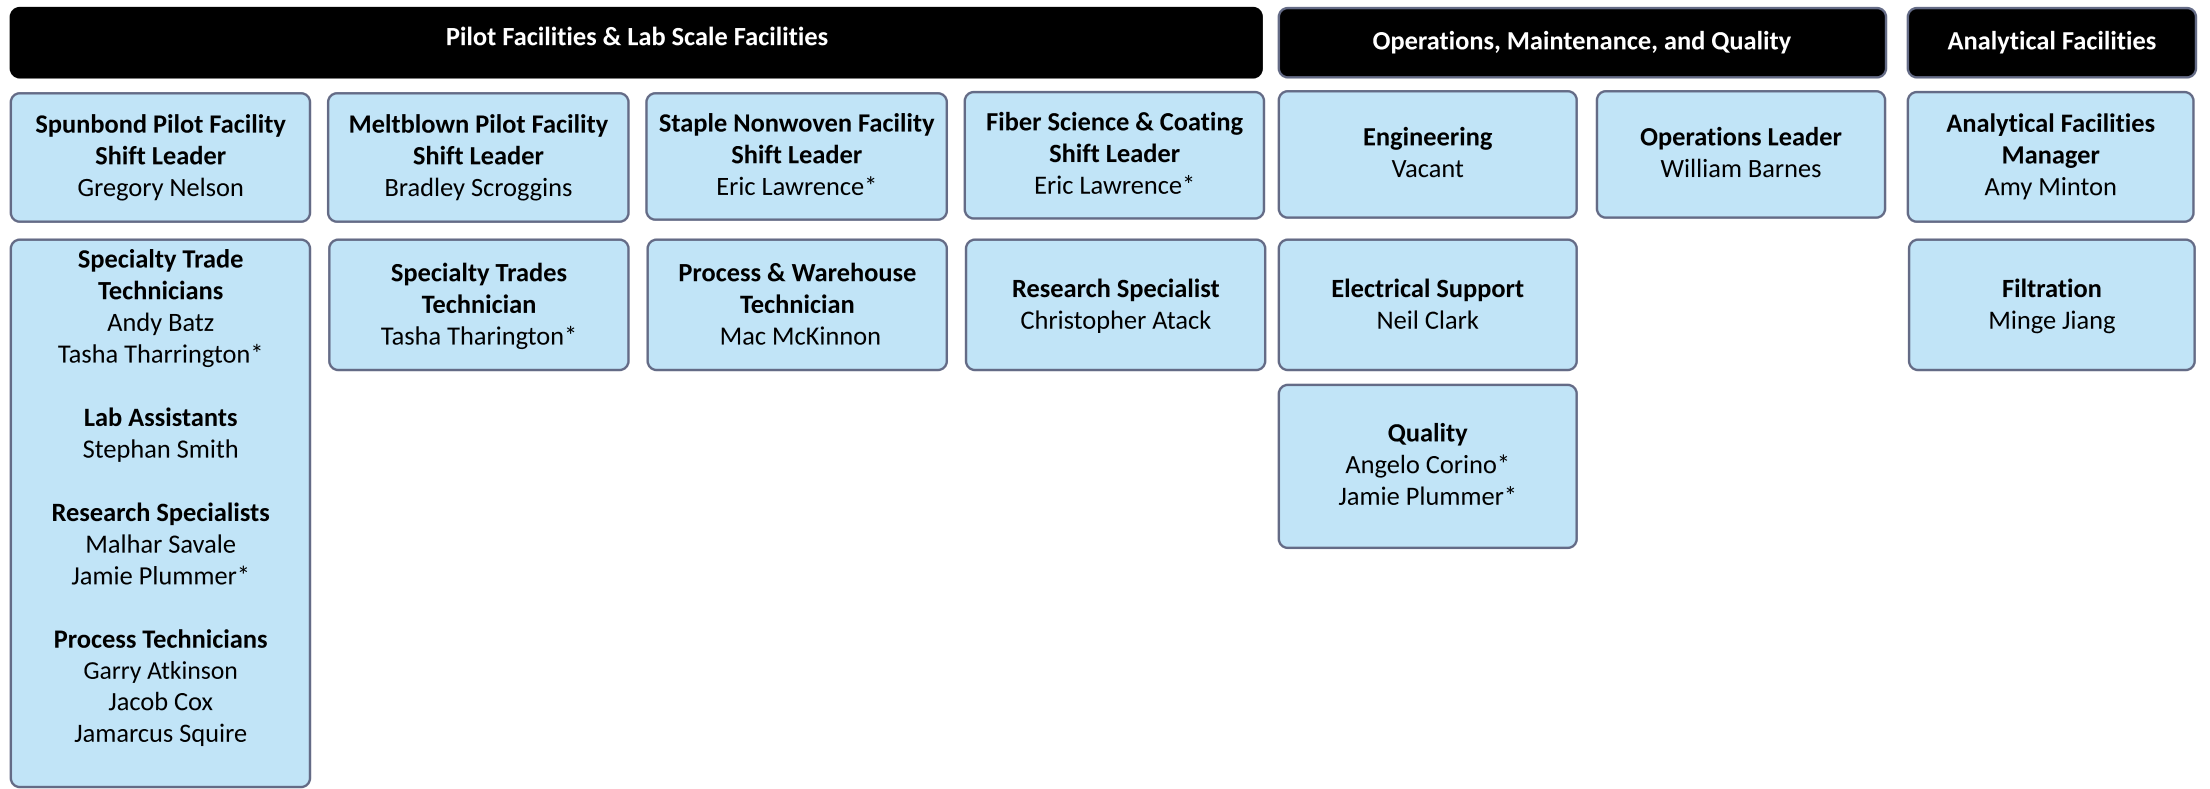 Pilot Facilities & Lab Scale Facilities
Operations, Maintenance, and Quality
Analytical Facilities
Spunbond Pilot Facility
Shift Leader
Gregory Nelson
Meltblown Pilot Facility
Shift Leader
Bradley Scroggins
Staple Nonwoven Facility
Shift Leader
Eric Lawrence*
Fiber Science & Coating
Shift Leader
Eric Lawrence*
Engineering
Vacant
Operations Leader
William Barnes
Analytical Facilities
Manager
Amy Minton
Specialty Trade
Technicians
Andy Batz
Tasha Tharrington*
Lab Assistants
Stephan Smith
Research Specialists
Malhar Savale
Jamie Plummer*
Process Technicians
Garry Atkinson
Jacob Cox
Jamarcus Squire
Specialty Trades
Technician
Tasha Tharington*
Process & Warehouse
Technician
Mac McKinnon
Research Specialist
Christopher Atack
Electrical Support
Neil Clark
Quality
Angelo Corino*
Jamie Plummer*
Filtration
Minge Jiang